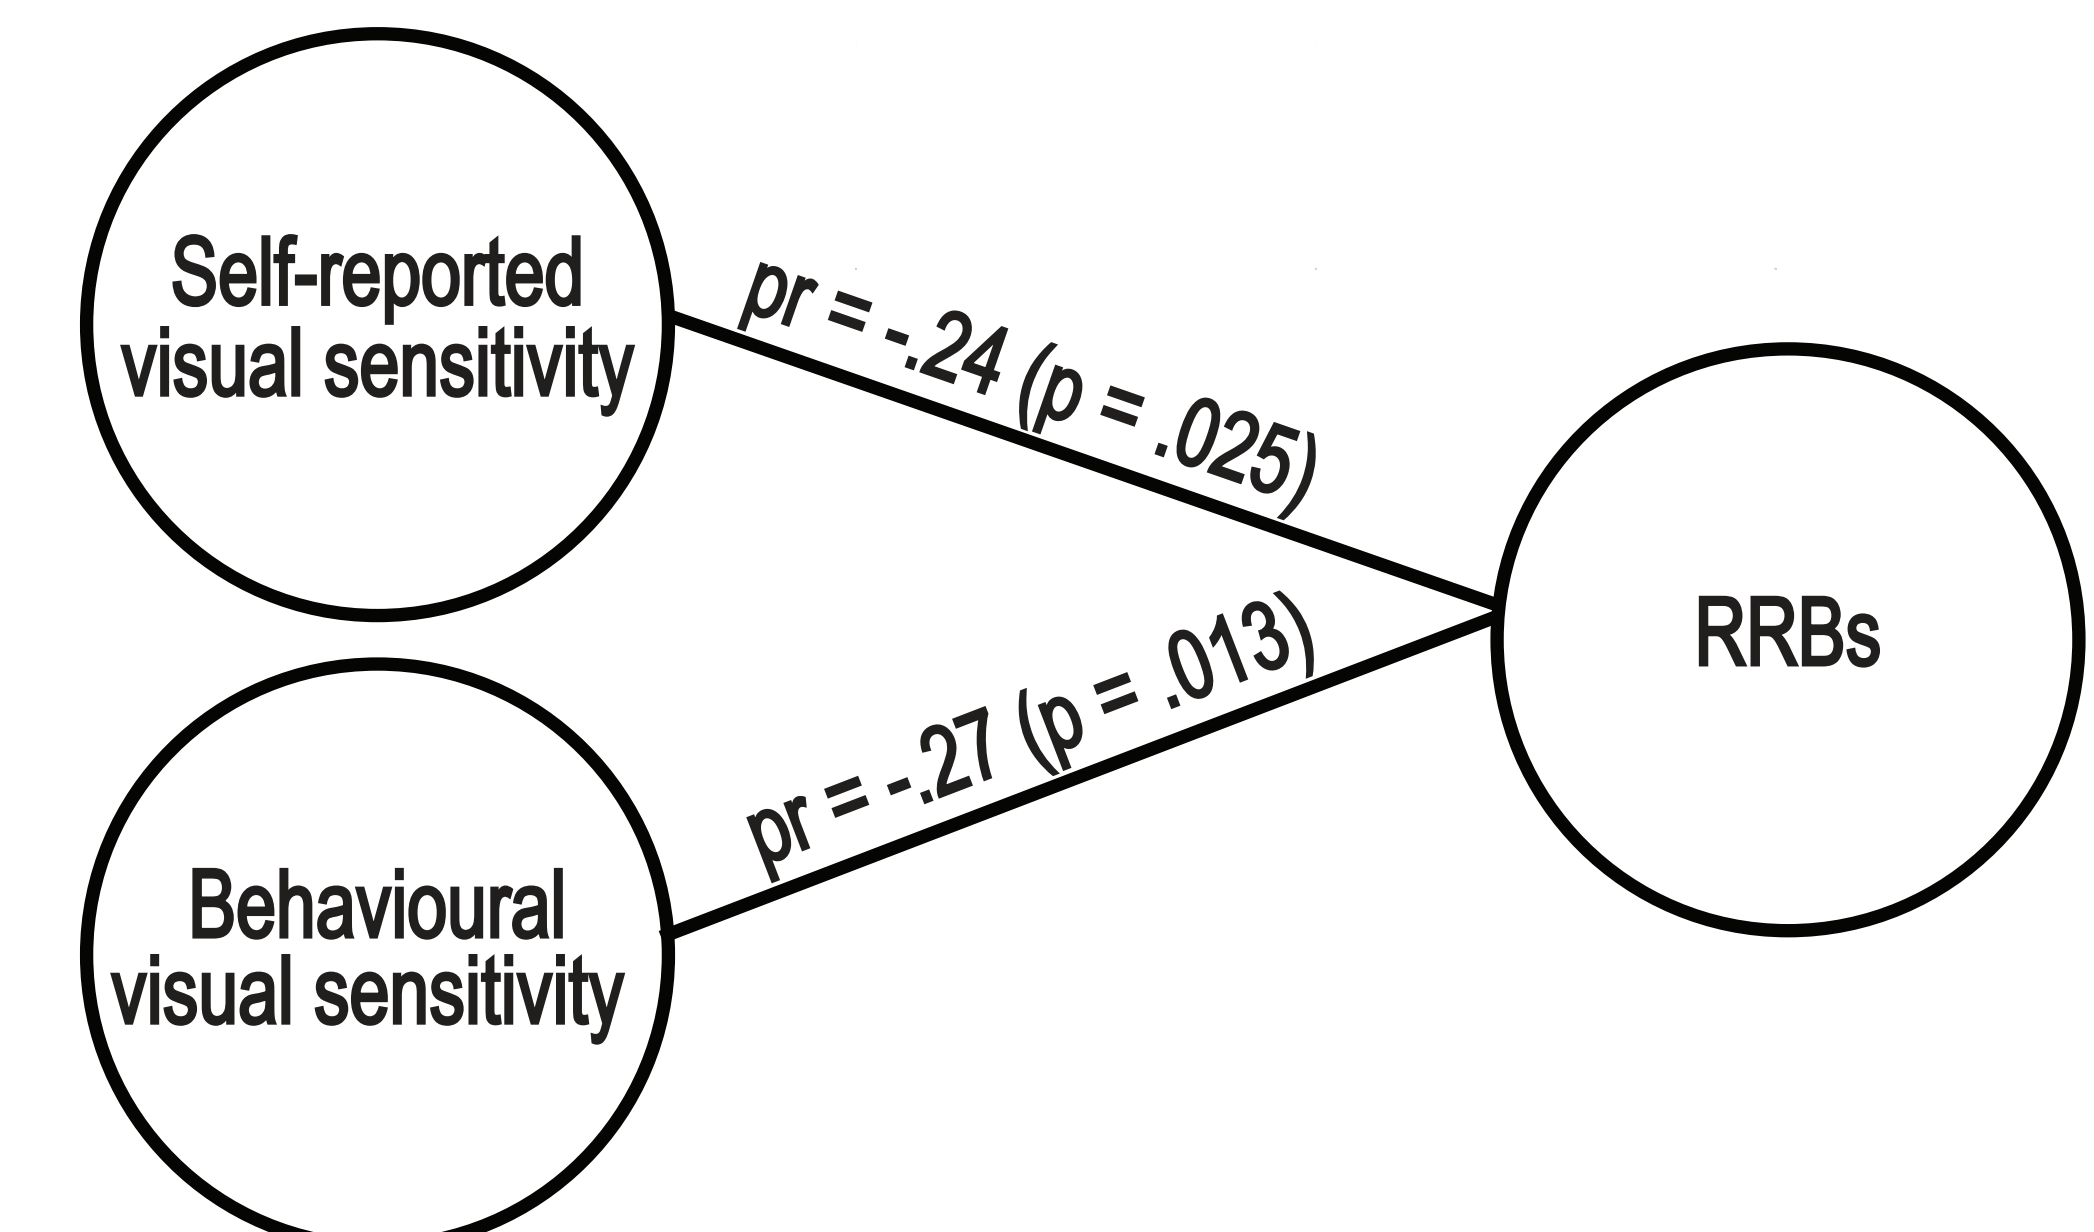 Self-reported
visual sensitivity
pr = -.24 (p = .025)
RRBs
pr = -.27 (p = .013)
Behavioural
visual sensitivity